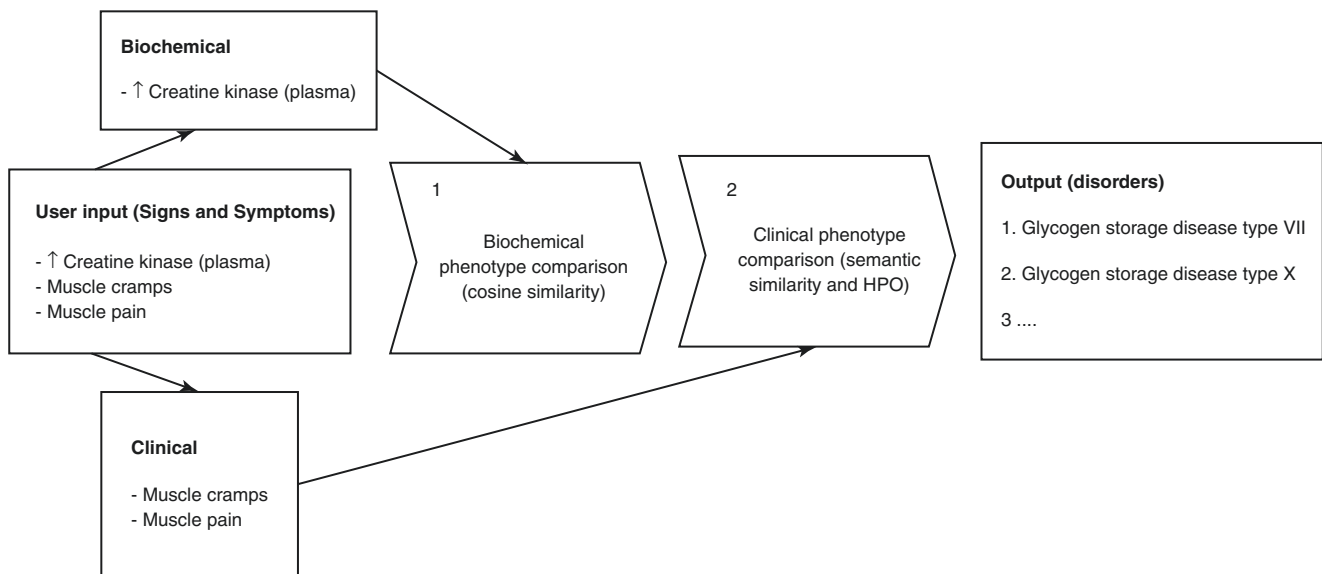 Biochemical
- ↑ Creatine kinase (plasma)
User input (Signs and Symptoms)
- ↑ Creatine kinase (plasma)
- Muscle cramps
- Muscle pain
Clinical
- Muscle cramps
- Muscle pain
1
Biochemical
phenotype comparison
(cosine similarity)
2
Clinical phenotype
comparison (semantic
similarity and HPO)
Output (disorders)
1. Glycogen storage disease type VII
2. Glycogen storage disease type X
3 ....